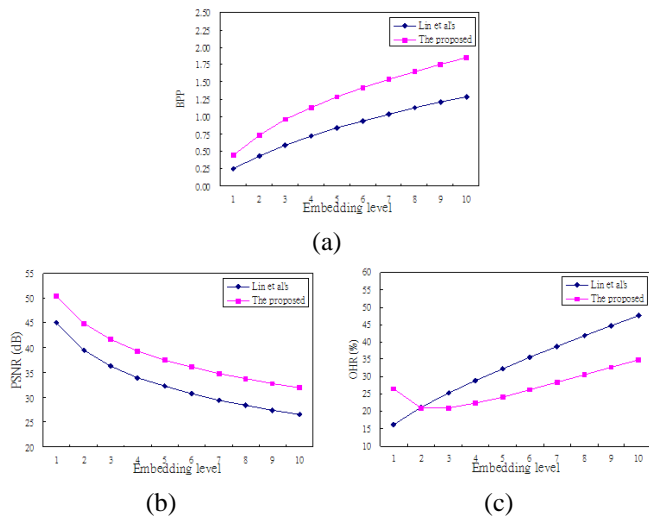 2.50
2.25
2.00
1.75
1.50
1.25
1.00
0.75
0.50
0.25
0.00
BPP
Lin et al's
The proposed
1 2 3 4 5 6 7 8 9 10
Embedding level
(a)
55
50
45
40
35
30
25
20
PSNR (dB)
Lin et al's
The proposed
1 2 3 4 5 6 7 8 9 10
Embedding level
(b)
60
55
50
45
40
35
30
25
20
15
10
OHR (%)
Lin et al's
The proposed
1 2 3 4 5 6 7 8 9 10
Embedding level
(c)